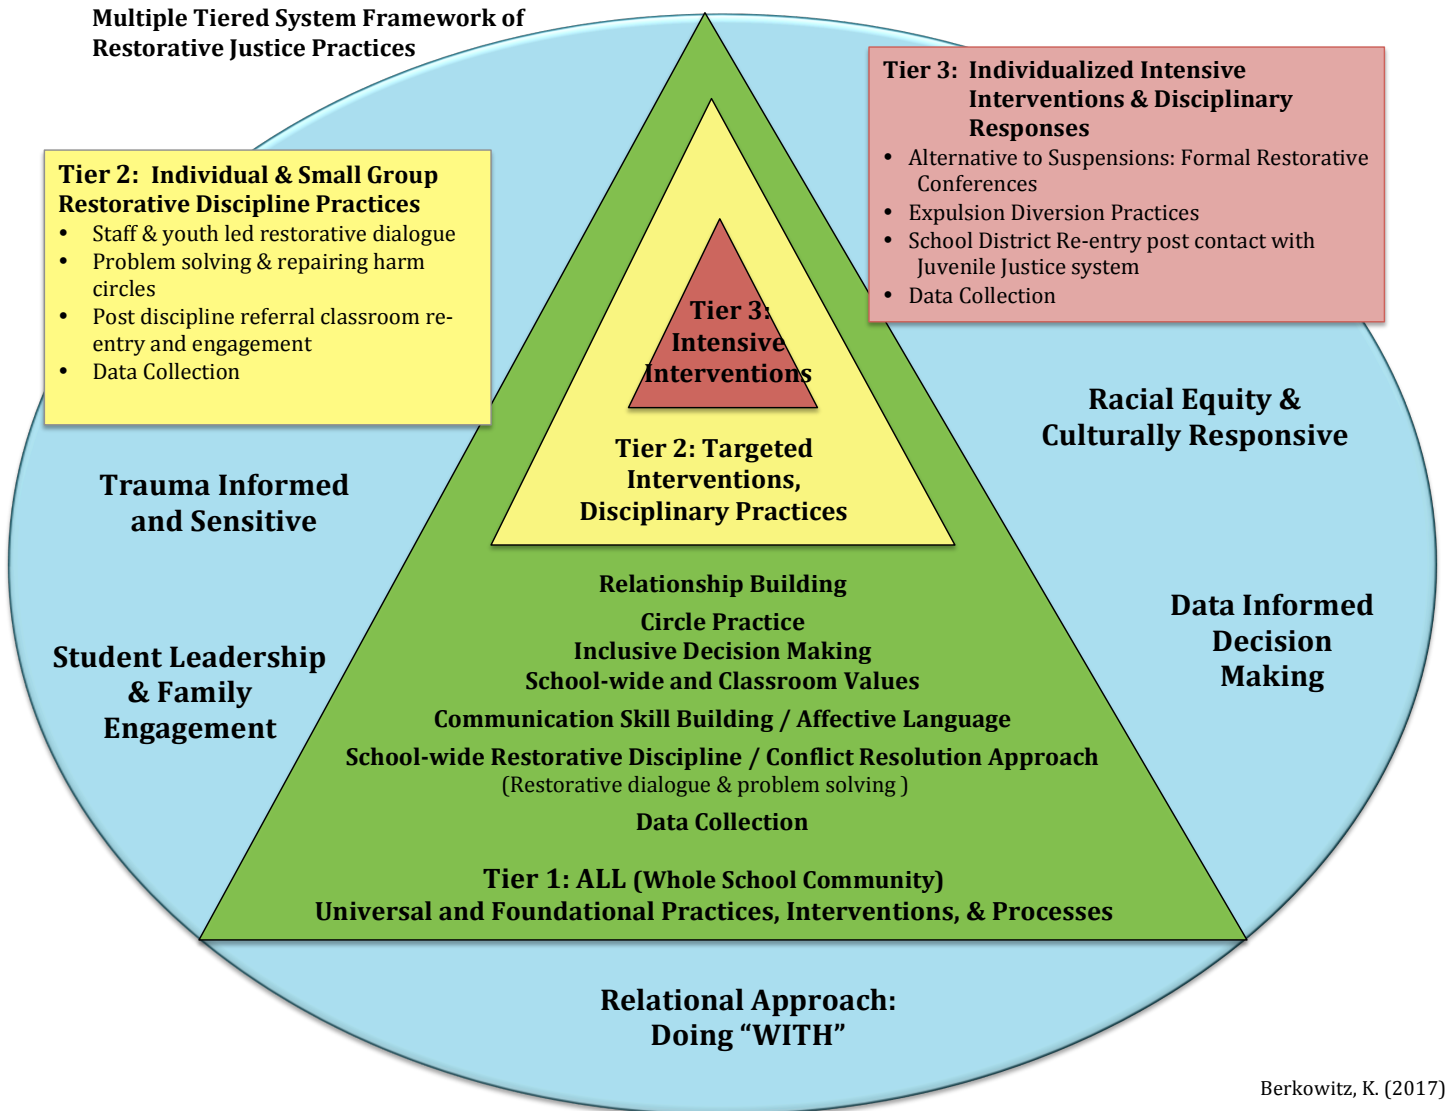 Multiple Tiered System Framework of
Restorative Justice Practices
Tier 3: Individualized Intensive
Interventions & Disciplinary
Responses
• Alternative to Suspensions: Formal Restorative
Conferences
• Expulsion Diversion Practices
• School District Re-entry post contact with
Juvenile Justice system
• Data Collection
Tier 2: Individual & Small Group
Restorative Discipline Practices
• Staff & youth led restorative dialogue
• Problem solving & repairing harm
circles
• Post discipline referral classroom re-
entry and engagement
• Data Collection
Tier 3:
Intensive
Interventions
Tier 2: Targeted
Interventions,
Disciplinary Practices
Racial Equity &
Culturally Responsive
Trauma Informed
and Sensitive
Data Informed
Decision
Making
Student Leadership
& Family
Engagement
Relationship Building
Circle Practice
Inclusive Decision Making
School-wide and Classroom Values
Communication Skill Building / Affective Language
School-wide Restorative Discipline / Conflict Resolution Approach
(Restorative dialogue & problem solving )
Data Collection
Tier 1: ALL (Whole School Community)
Universal and Foundational Practices, Interventions, & Processes
Relational Approach:
Doing “WITH”
Berkowitz, K. (2017)